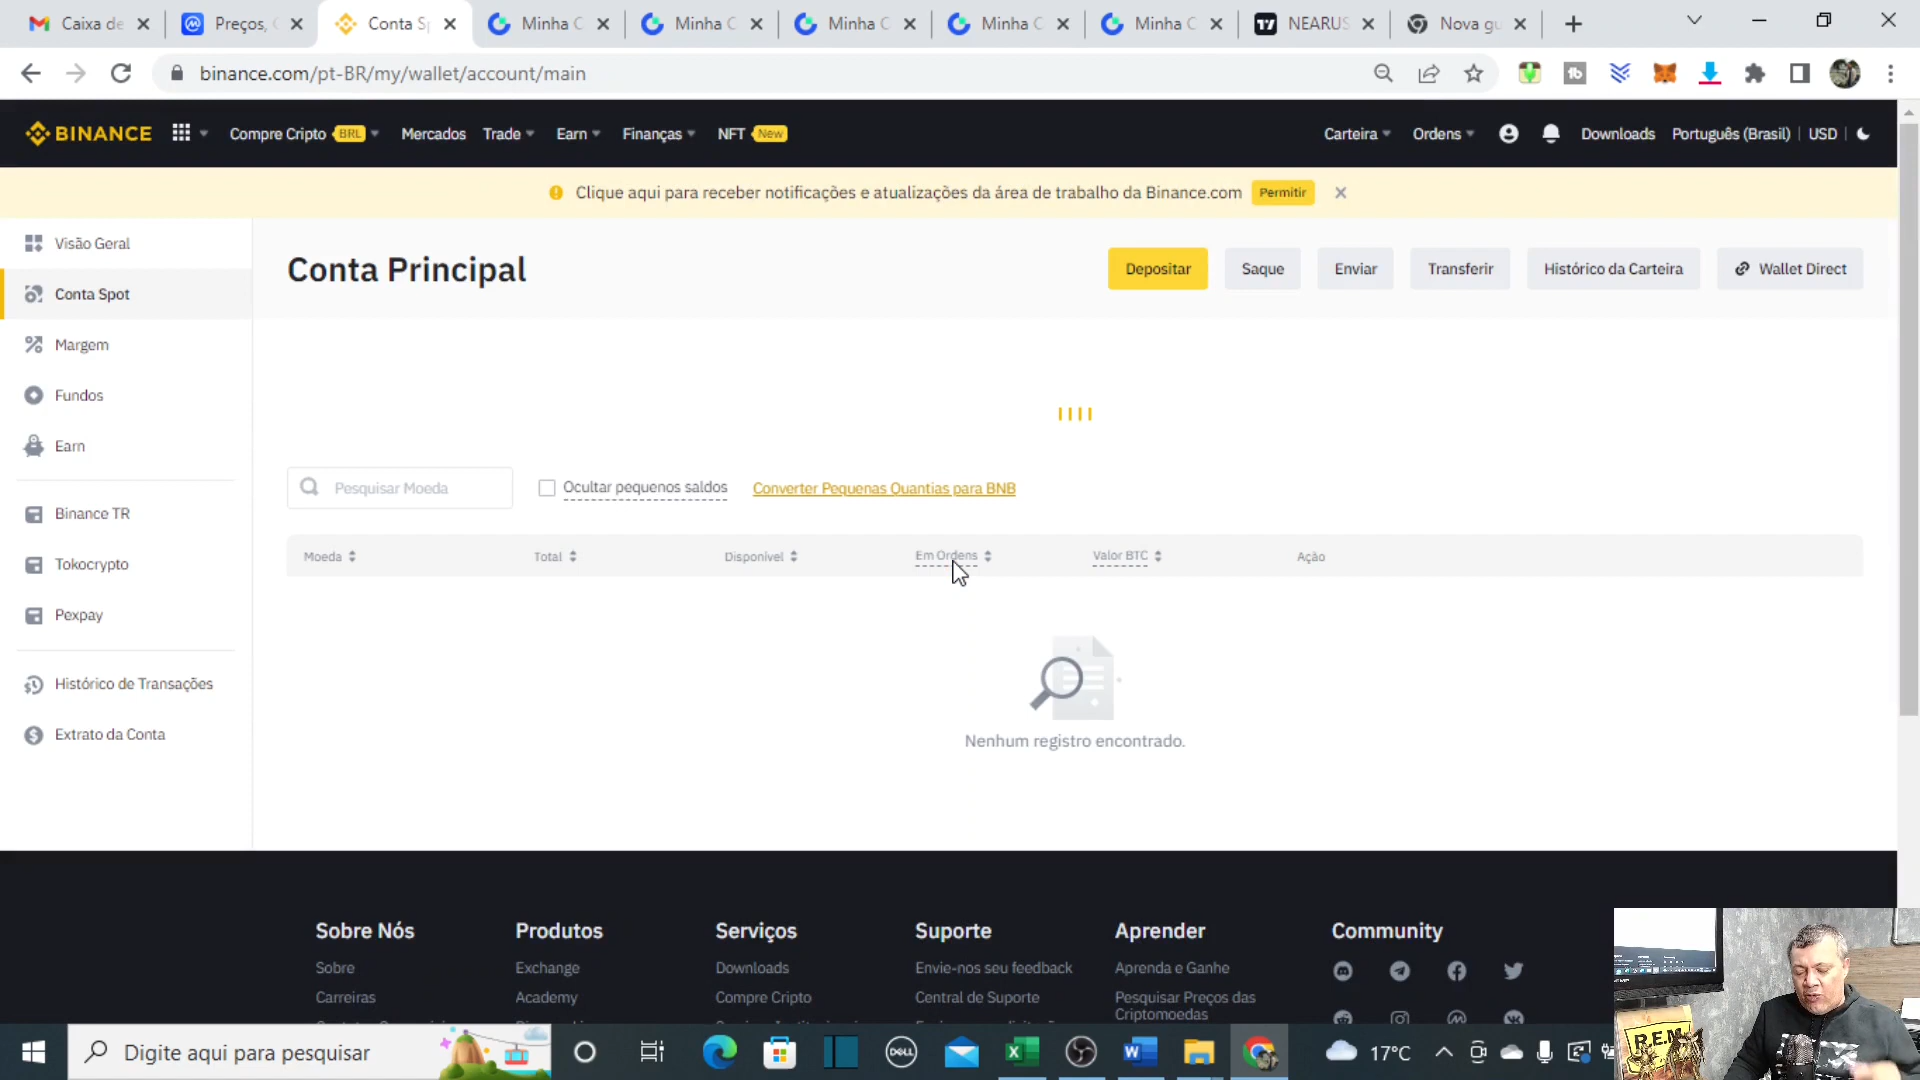 Caixa de
Preços, C
Conta Sp
Minha C
Minha C
Minha C
Minha C
Minha C
NEARUS
Nova gu
binance.com/pt-BR/my/wallet/account/main
BINANCE
Compre Cripto BRL
Mercados
Trade
Earn
Finanças
NFT New
Carteira
Ordens
Downloads
Português (Brasil)
USD
Clique aqui para receber notificações e atualizações da área de trabalho da Binance.com
Permitir
Visão Geral
Conta Spot
Margem
Fundos
Earn
Binance TR
Tokocrypto
Pexpay
Histórico de Transações
Extrato da Conta
Conta Principal
Depositar
Saque
Enviar
Transferir
Histórico da Carteira
Wallet Direct
Pesquisar Moeda
Ocultar pequenos saldos
Converter Pequenas Quantias para BNB
Moeda
Total
Disponível
Em Ordens
Valor BTC
Ação
Nenhum registro encontrado.
Sobre Nós
Sobre
Carreiras
Produtos
Exchange
Academy
Serviços
Downloads
Compre Cripto
Suporte
Envie-nos seu feedback
Central de Suporte
Aprender
Aprenda e Ganhe
Pesquisar Preços das
Criptomoedas
Community
Digite aqui para pesquisar
DELL
17°C
R.E.M